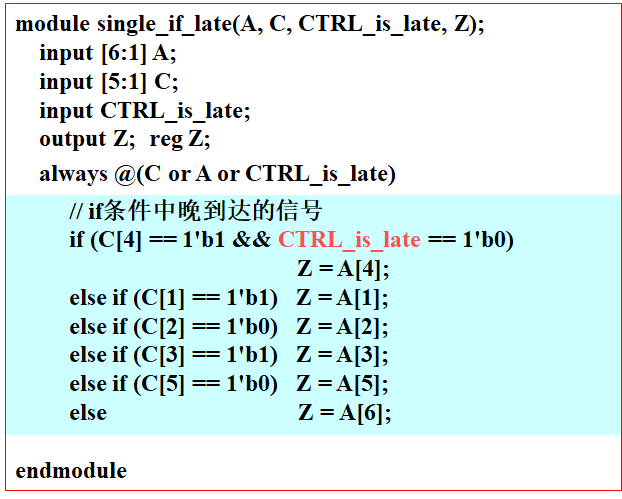 module single_if_late(A, C, CTRL_is_late, Z);
input [6:1] A;
input [5:1] C;
input CTRL_is_late;
output Z; reg Z;
always @(C or A or CTRL_is_late)
// if条件中晚到达的信号
if (C[4] == 1'b1 && CTRL_is_late == 1'b0)
Z = A[4];
else if (C[1] == 1'b1) Z = A[1];
else if (C[2] == 1'b0) Z = A[2];
else if (C[3] == 1'b1) Z = A[3];
else if (C[5] == 1'b0) Z = A[5];
else Z = A[6];
endmodule